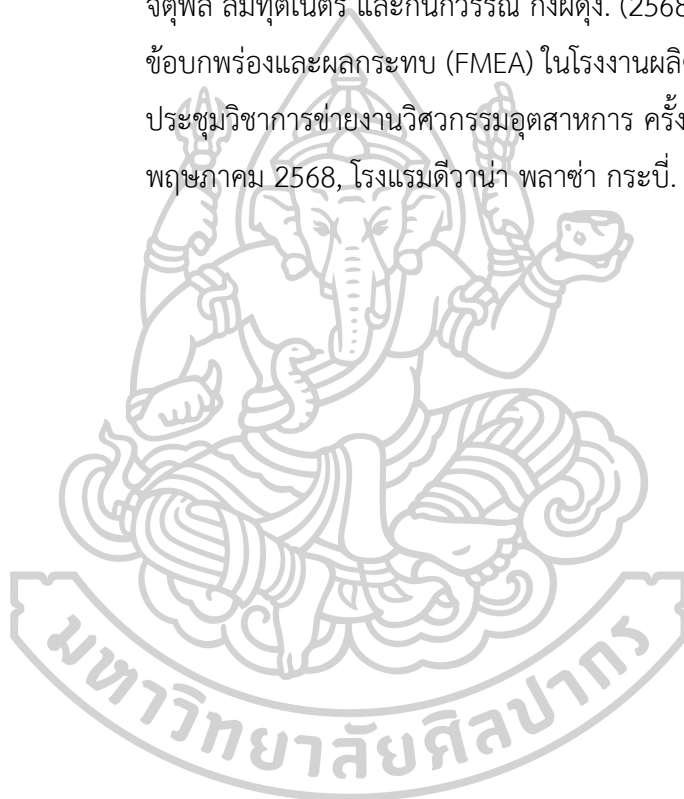 จตุพล ลิ้มทุติเนตร และกนกวรรณ กิ่งผดุง. (2568
ข้อบกพร่องและผลกระทบ (FMEA) ในโรงงานผลิ
ประชุมวิชาการข่ายงานวิศวกรรมอุตสาหการ ครั้ง
พฤษภาคม 2568, โรงแรมดีวาน่า พลาซ่า กระบี่.
มหาวิทยาลัยศิลปากร